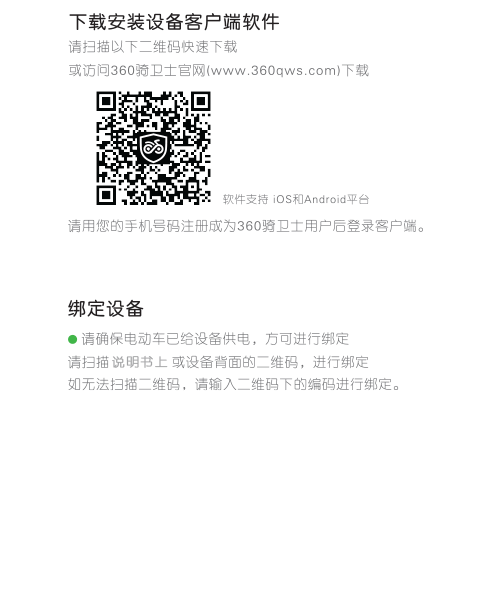 下载安装设备客户端软件
请扫描以下二维码快速下载
或访问360骑卫士官网(www.360qws.com)下载
软件支持 iOS和Android平台
请用您的手机号码注册成为360骑卫士用户后登录客户端。
绑定设备
请确保电动车已给设备供电，方可进行绑定
请扫描说明书上 或设备背面的二维码，进行绑定
如无法扫描二维码，请输入二维码下的编码进行绑定。